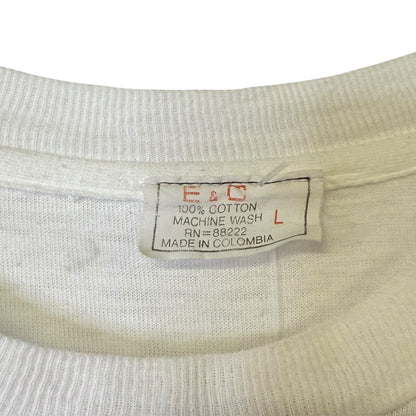 E & C
100% COTTON
MACHINE WASH L
RN=88222
MADE IN COLOMBIA